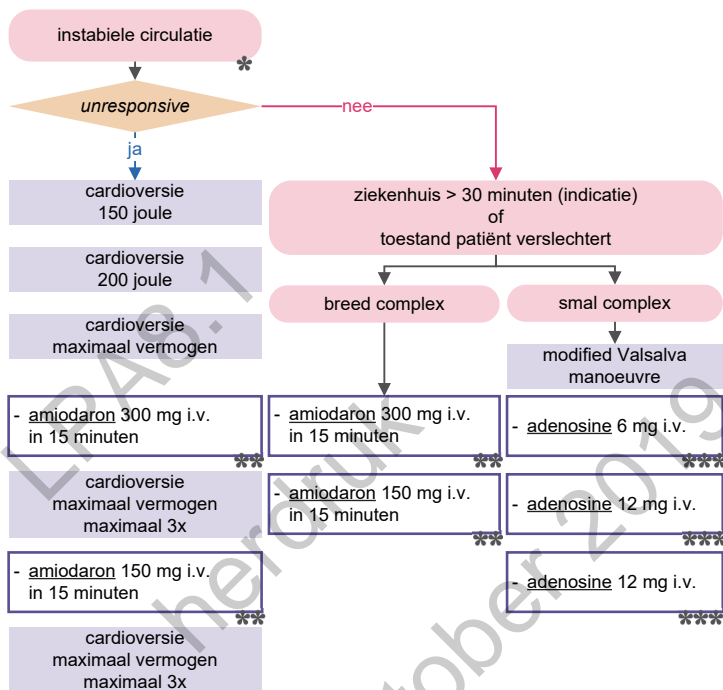 instabiele circulatie
*
unresponsive
nee
ja
cardioversie
150 joule
cardioversie
200 joule
cardioversie
maximaal vermogen
- amiodaron 300 mg i.v.
in 15 minuten
**
cardioversie
maximaal vermogen
maximaal 3x
- amiodaron 150 mg i.v.
in 15 minuten
**
cardioversie
maximaal vermogen
maximaal 3x
ziekenhuis > 30 minuten (indicatie)
of
toestand patiënt verslechtert
breed complex
- amiodaron 300 mg i.v.
in 15 minuten
**
- amiodaron 150 mg i.v.
in 15 minuten
**
smal complex
modified Valsalva
manoeuvre
- adenosine 6 mg i.v.
***
- adenosine 12 mg i.v.
***
- adenosine 12 mg i.v.
***
LPA8.1
herdruk
tober 2019